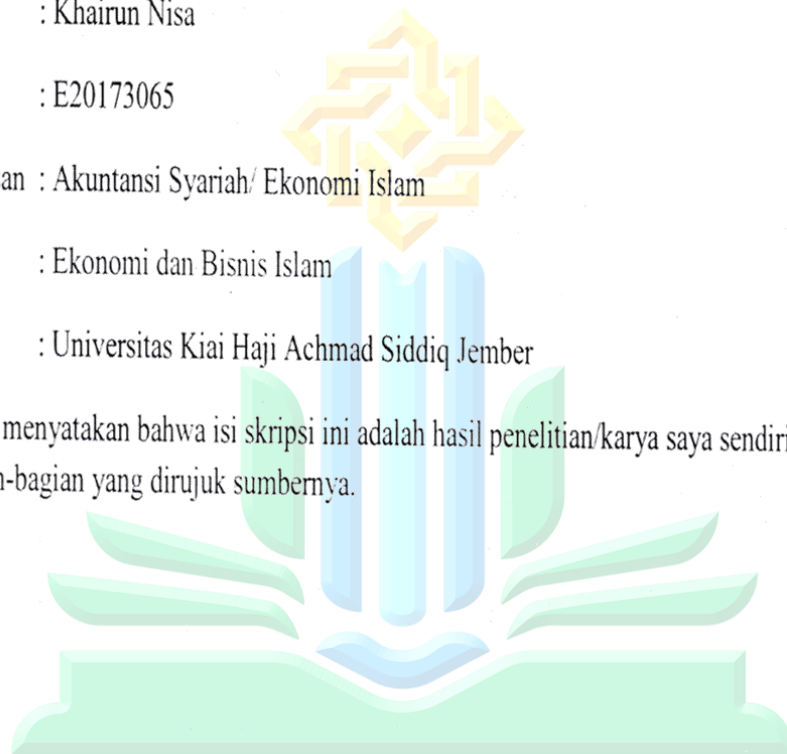 : Khairun Nisa
: E20173065
an : Akuntansi Syariah/ Ekonomi Islam
: Ekonomi dan Bisnis Islam
: Universitas Kiai Haji Achmad Siddiq Jember
menyatakan bahwa isi skripsi ini adalah hasil penelitian/karya saya sendiri
n-bagian yang dirujuk sumbernya.